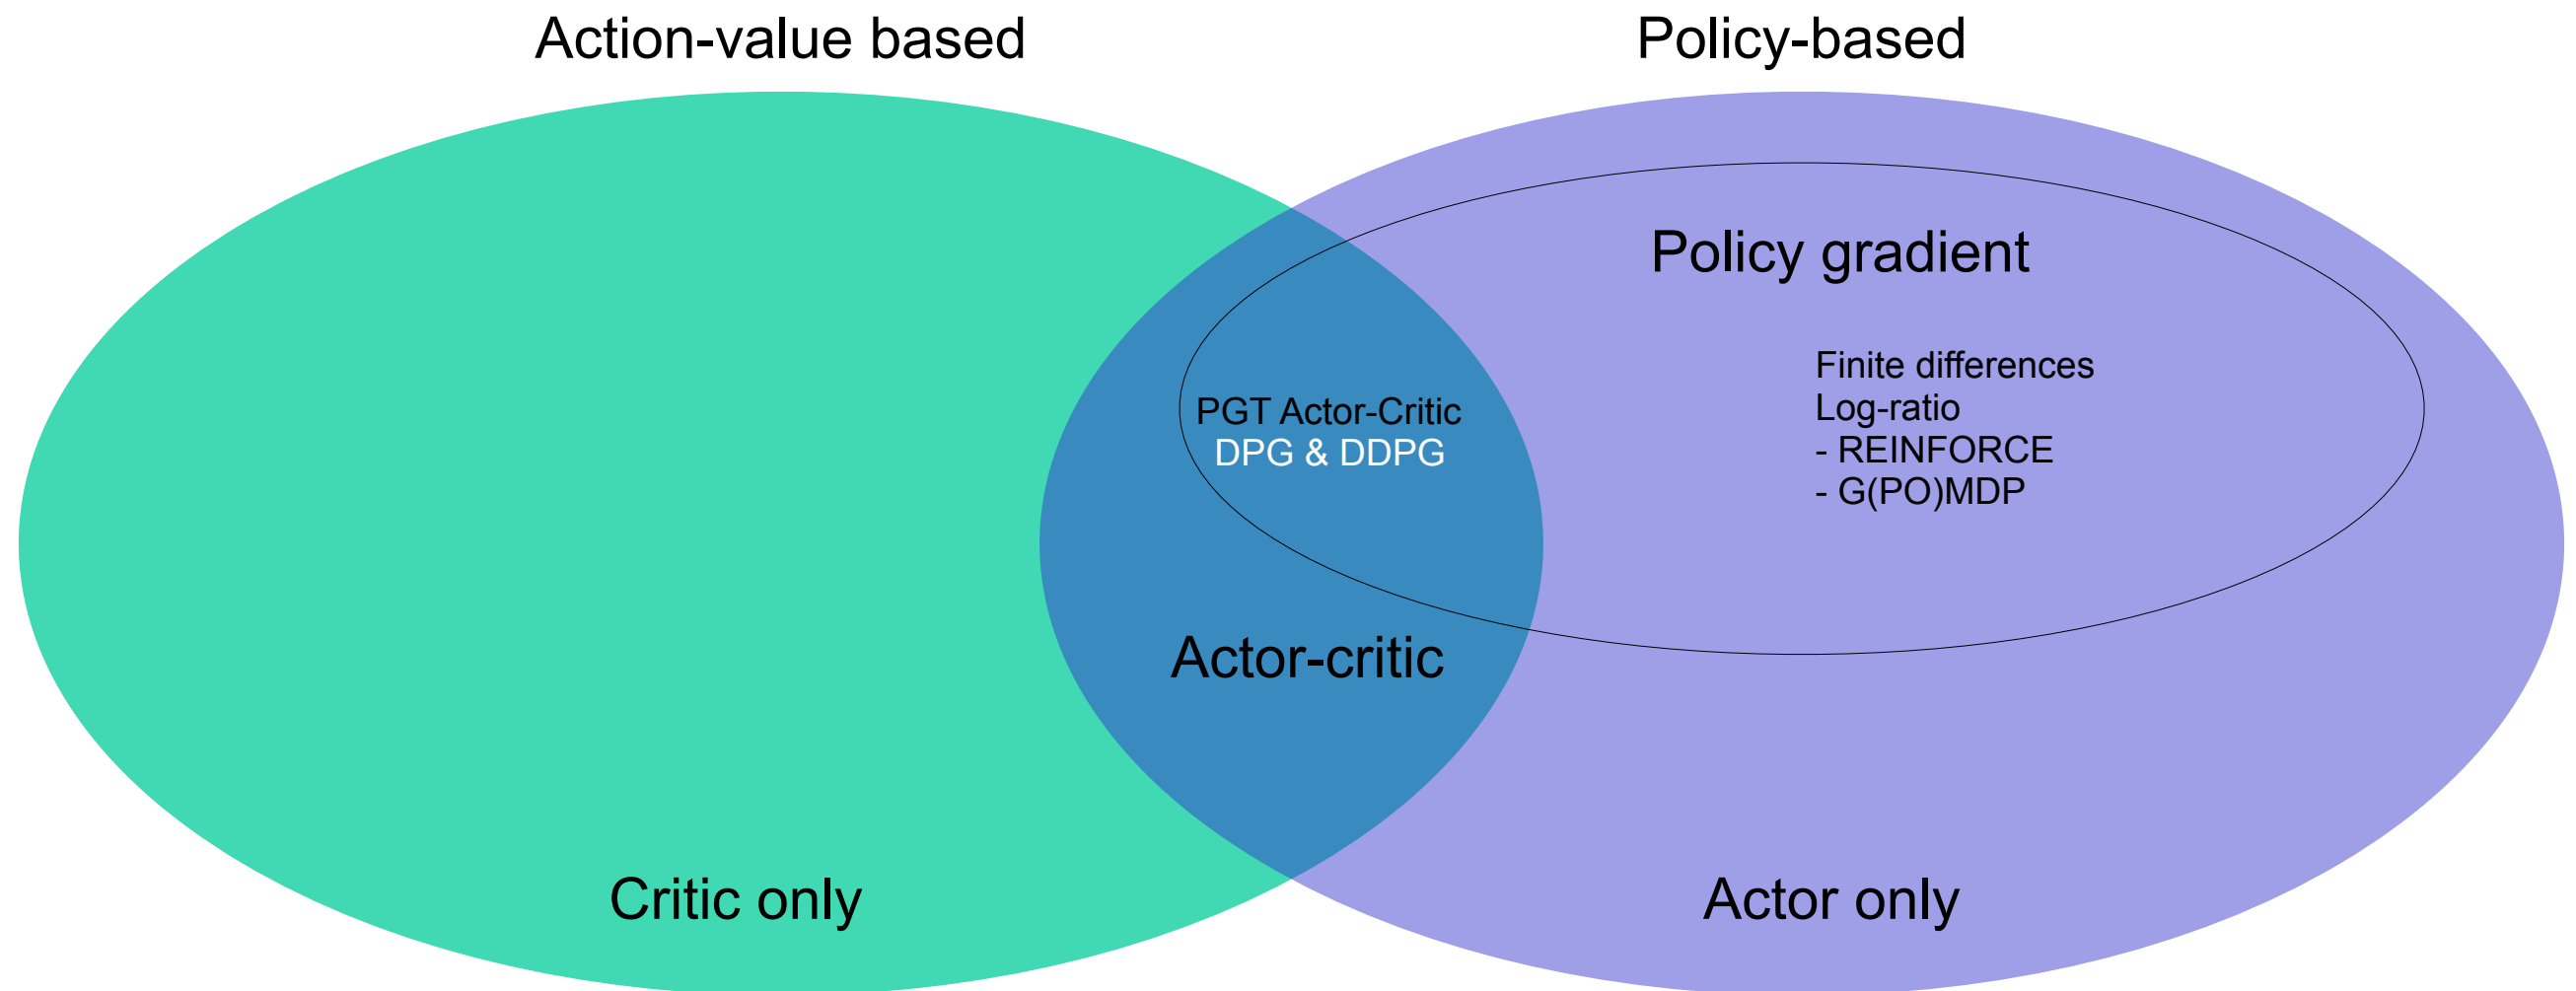 Action-value based
Policy-based
Policy gradient
Finite differences
Log-ratio
- REINFORCE
- G(PO)MDP
PGT Actor-Critic
DPG & DDPG
Actor-critic
Critic only
Actor only